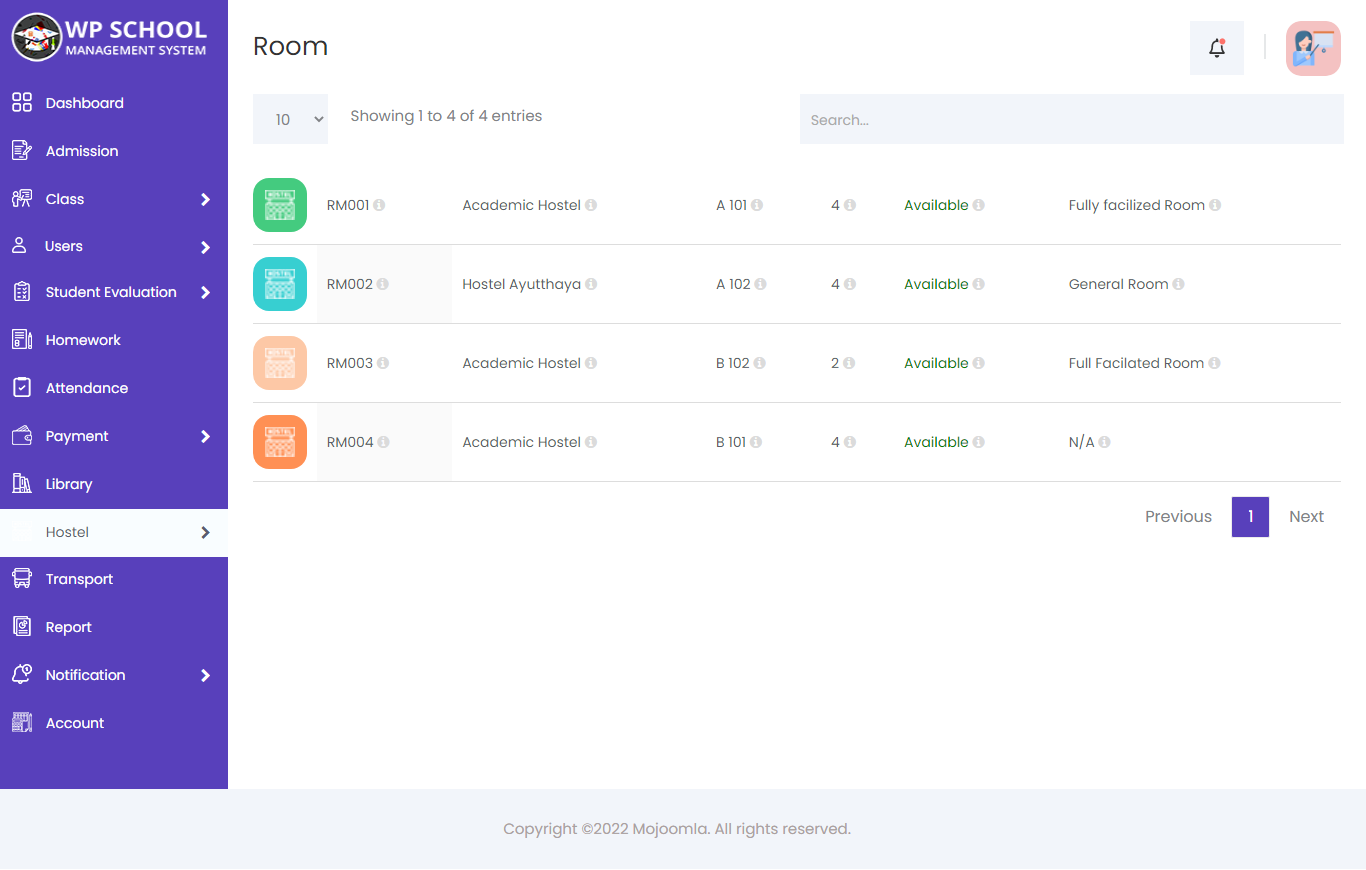 WP SCHOOL
MANAGEMENT SYSTEM
Dashboard
Admission
Class
Users
Student Evaluation
Homework
Attendance
Payment
Library
Hostel
Transport
Report
Notification
Account
Room
10
Showing 1 to 4 of 4 entries
Search...
HOSTEL RM001 Academic Hostel A 101 4 Available Fully facilized Room
HOSTEL RM002 Hostel Ayutthaya A 102 4 Available General Room
HOSTEL RM003 Academic Hostel B 102 2 Available Full Facilated Room
HOSTEL RM004 Academic Hostel B 101 4 Available N/A
Previous 1 Next
Copyright ©2022 Mojoomla. All rights reserved.